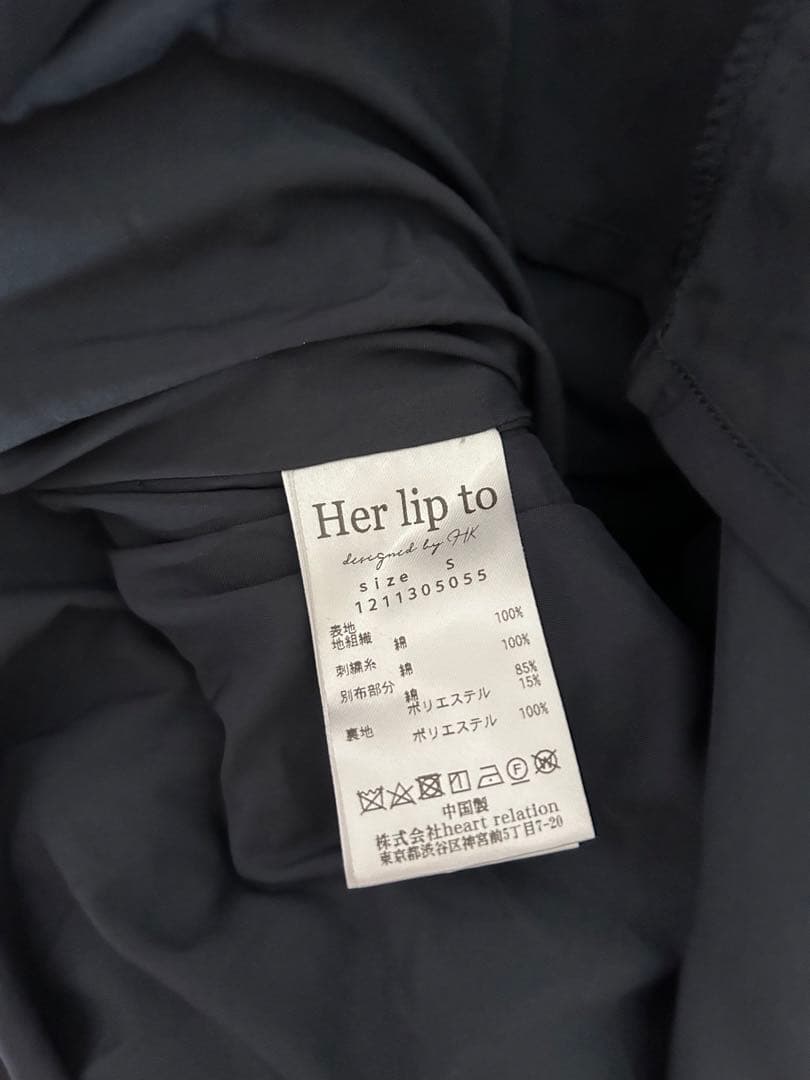 Her lip to
designed by HK
size S
1211305055
表地
地組織 綿 100%
刺繍糸 綿 100%
別布部分 綿 85%
ポリエステル 15%
裏地 ポリエステル 100%
中国製
株式会社heart relation
東京都渋谷区神宮前5丁目7-20